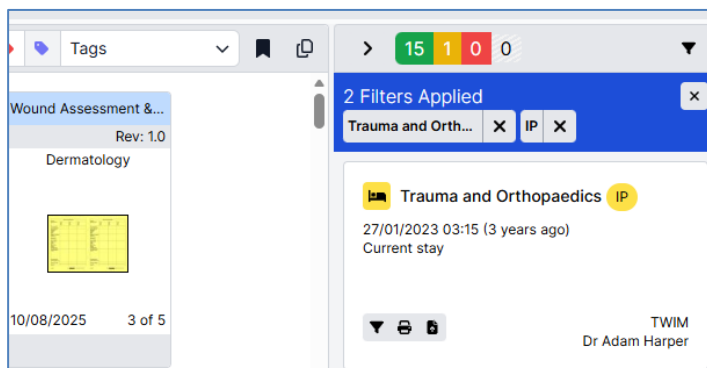 Tags
Wound Assessment &...
Rev: 1.0
Dermatology
10/08/2025 3 of 5
15 1 0 0
2 Filters Applied
Trauma and Orth... IP
Trauma and Orthopaedics IP
27/01/2023 03:15 (3 years ago)
Current stay
TWIM
Dr Adam Harper